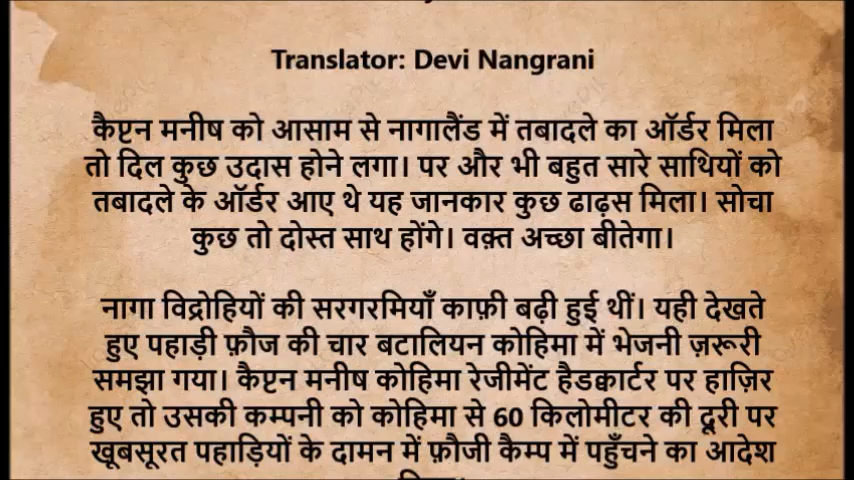 Translator: Devi Nangrani
कैप्टन मनीष को आसाम से नागालैंड में तबादले का ऑर्डर मिला
तो दिल कुछ उदास होने लगा। पर और भी बहुत सारे साथियों को
तबादले के ऑर्डर आए थे यह जानकार कुछ ढाढ़स मिला। सोचा
कुछ तो दोस्त साथ होंगे। वक़्त अच्छा बीतेगा।
नागा विद्रोहियों की सरगरमियाँ काफ़ी बढ़ी हुई थीं। यही देखते
हुए पहाड़ी फ़ौज की चार बटालियन कोहिमा में भेजनी ज़रूरी
समझा गया। कैप्टन मनीष कोहिमा रेजीमेंट हैडक्वार्टर पर हाज़िर
हुए तो उसकी कम्पनी को कोहिमा से 60 किलोमीटर की दूरी पर
खूबसूरत पहाड़ियों के दामन में फ़ौजी कैम्प में पहुँचने का आदेश